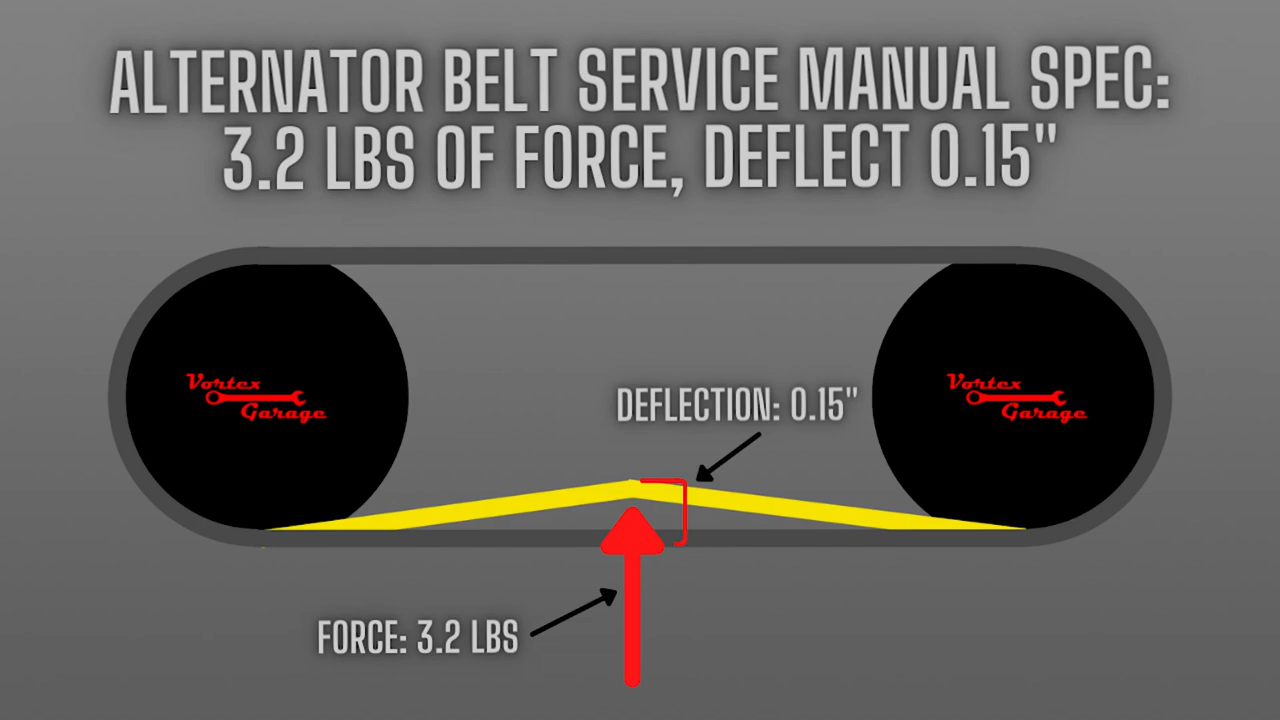 ALTERNATOR BELT SERVICE MANUAL SPEC:
3.2 LBS OF FORCE, DEFLECT 0.15"
Vortex
Garage
Vortex
Garage
DEFLECTION: 0.15"
FORCE: 3.2 LBS